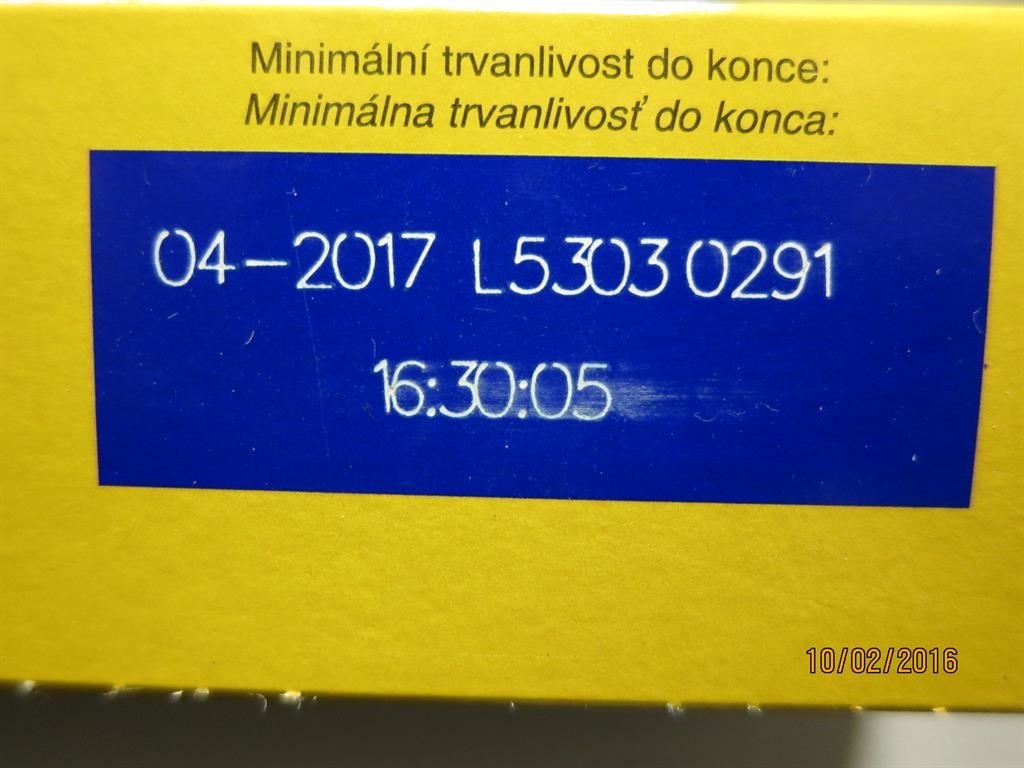 Minimální trvanlivost do konce:
Minimálna trvanlivosť do konca:
04-2017 L5303 0291
16:30:05
10/02/2016